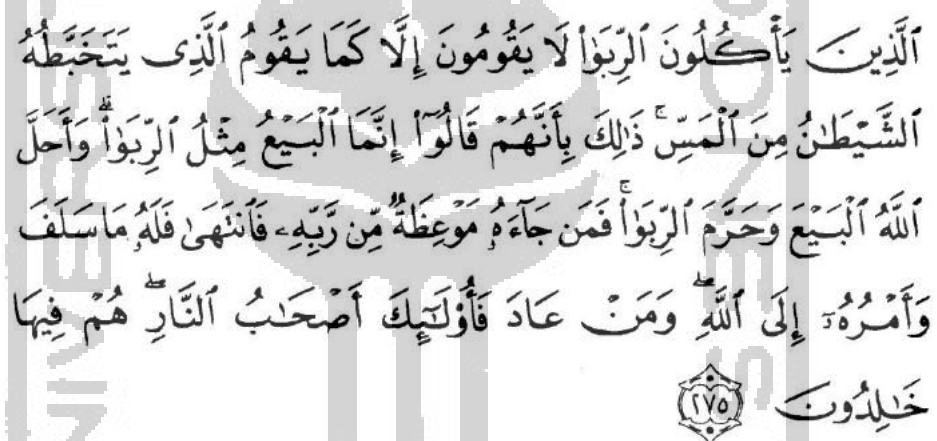 ٱلَّذِينَ يَأۡكُلُونَ ٱلرِّبَوٰاْ لَا يَقُومُونَ إِلَّا كَمَا يَقُومُ ٱلَّذِى يَتَخَبَّطُهُ
ٱلشَّيۡطَـٰنُ مِنَ ٱلۡمَسِّۚ ذَٰلِكَ بِأَنَّهُمۡ قَالُوٓاْ إِنَّمَا ٱلۡبَيۡعُ مِثۡلُ ٱلرِّبَوٰاْۗ وَأَحَلَّ
ٱللَّهُ ٱلۡبَيۡعَ وَحَرَّمَ ٱلرِّبَوٰاْۚ فَمَن جَآءَهُۥ مَوۡعِظَةٌ مِّن رَّبِّهِۦ فَٱنتَهَىٰ فَلَهُۥ مَا سَلَفَ
وَأَمۡرُهُۥٓ إِلَى ٱللَّهِۖ وَمَنۡ عَادَ فَأُوْلَـٰٓئِكَ أَصۡحَـٰبُ ٱلنَّارِۖ هُمۡ فِيهَا
خَـٰلِدُونَ ٢٧٥